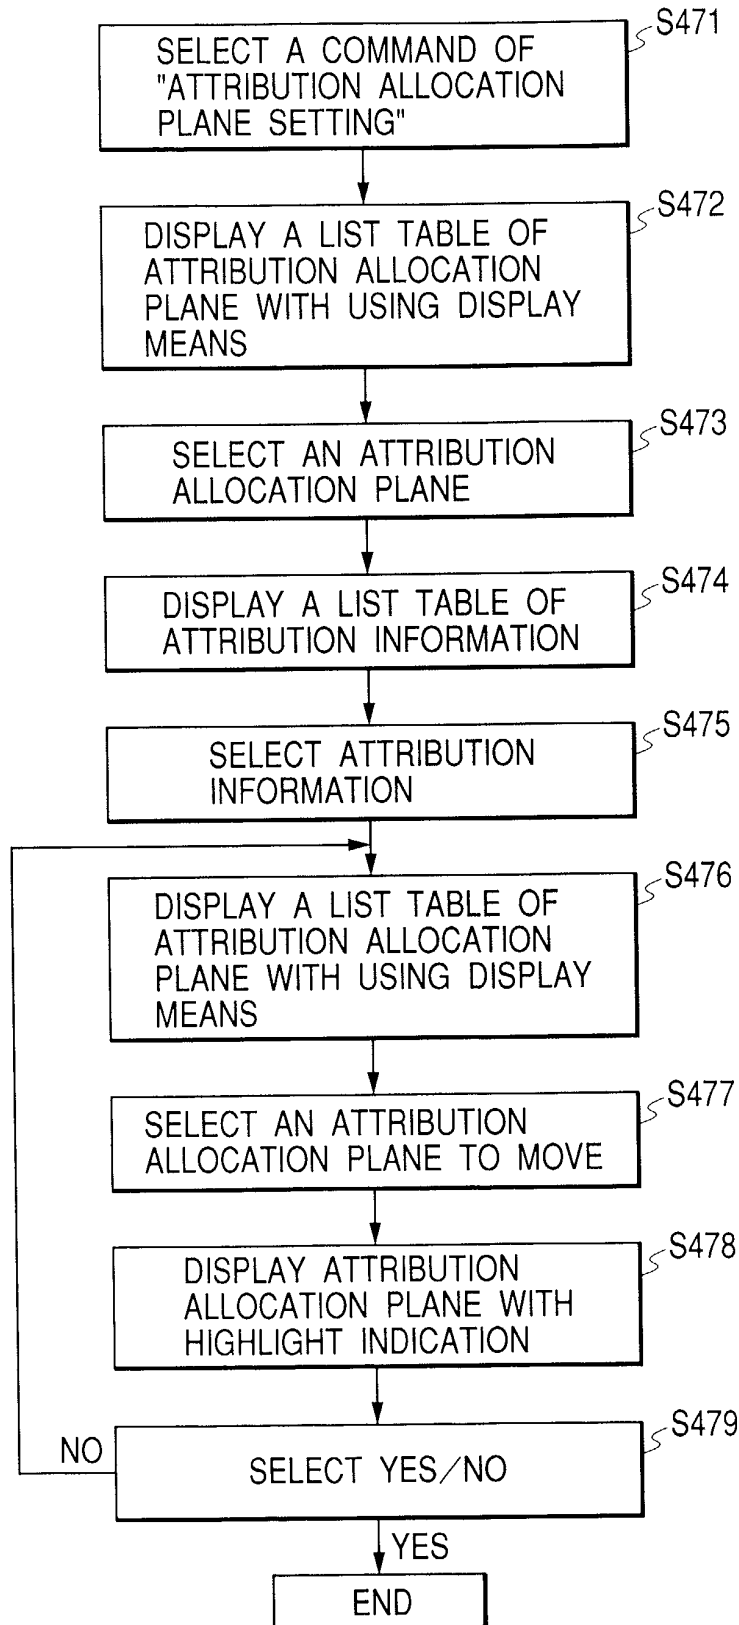 S471
SELECT A COMMAND OF
"ATTRIBUTION ALLOCATION
PLANE SETTING"
S472
DISPLAY A LIST TABLE OF
ATTRIBUTION ALLOCATION
PLANE WITH USING DISPLAY
MEANS
S473
SELECT AN ATTRIBUTION
ALLOCATION PLANE
S474
DISPLAY A LIST TABLE OF
ATTRIBUTION INFORMATION
S475
SELECT ATTRIBUTION
INFORMATION
S476
DISPLAY A LIST TABLE OF
ATTRIBUTION ALLOCATION
PLANE WITH USING DISPLAY
MEANS
S477
SELECT AN ATTRIBUTION
ALLOCATION PLANE TO MOVE
S478
DISPLAY ATTRIBUTION
ALLOCATION PLANE WITH
HIGHLIGHT INDICATION
S479
NO
SELECT YES/NO
YES
END